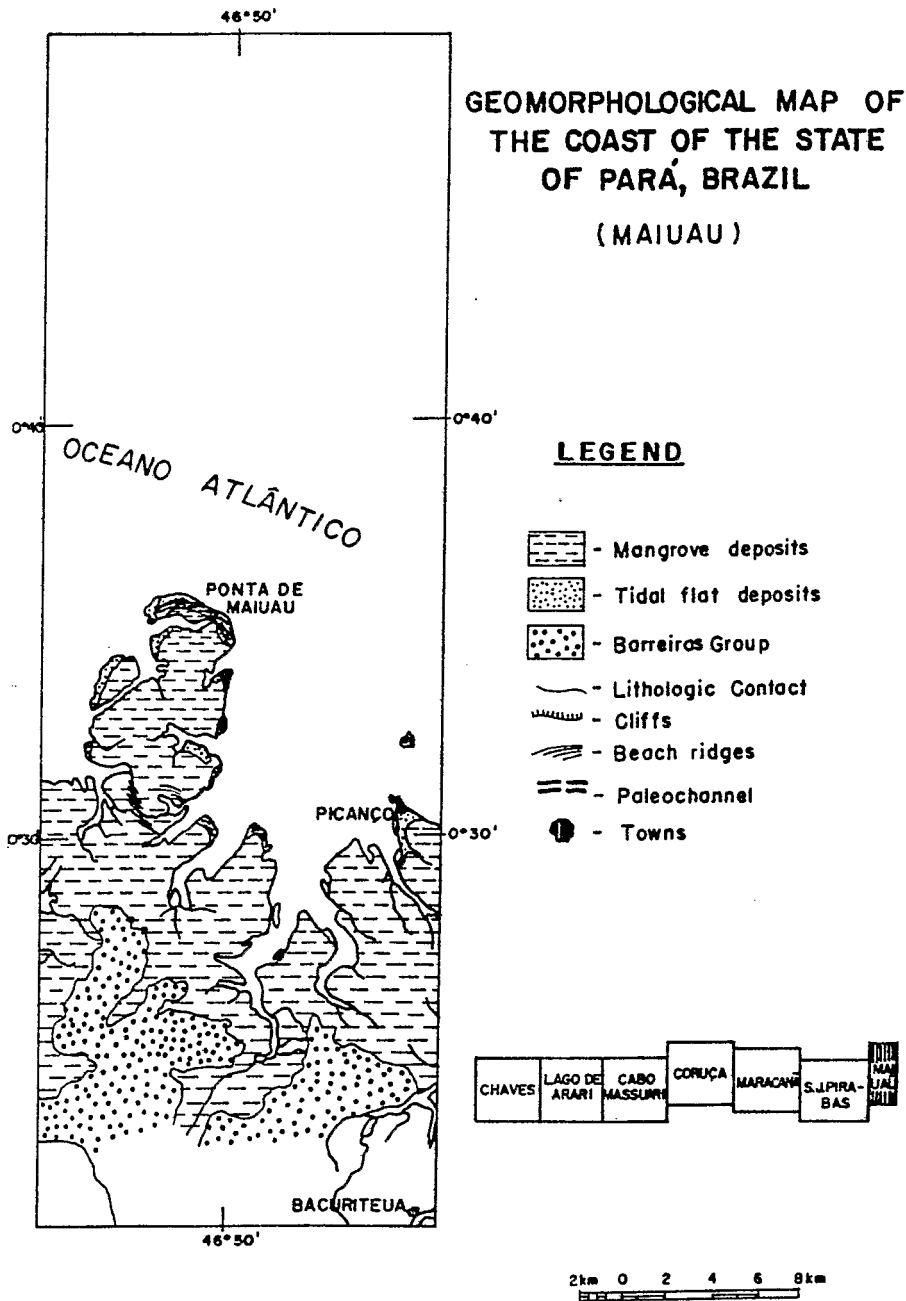 46°50'
GEOMORPHOLOGICAL MAP OF
THE COAST OF THE STATE
OF PARÁ, BRAZIL
(MAIUAU)
0°40'
OCEANO ATLÂNTICO
LEGEND
- Mangrove deposits
- Tidal flat deposits
- Barreiras Group
- Lithologic Contact
- Cliffs
- Beach ridges
- Paleochannel
- Towns
PONTA DE
MAIUAU
PICANÇO
0°30'
0°30'
CHAVES
LAGO DE
ARARI
CABO
CORUÇA
MARACANÃ
S.J.PIRA-
BAS
BACURITEUA
46°50'
2km 0 2 4 6 8km